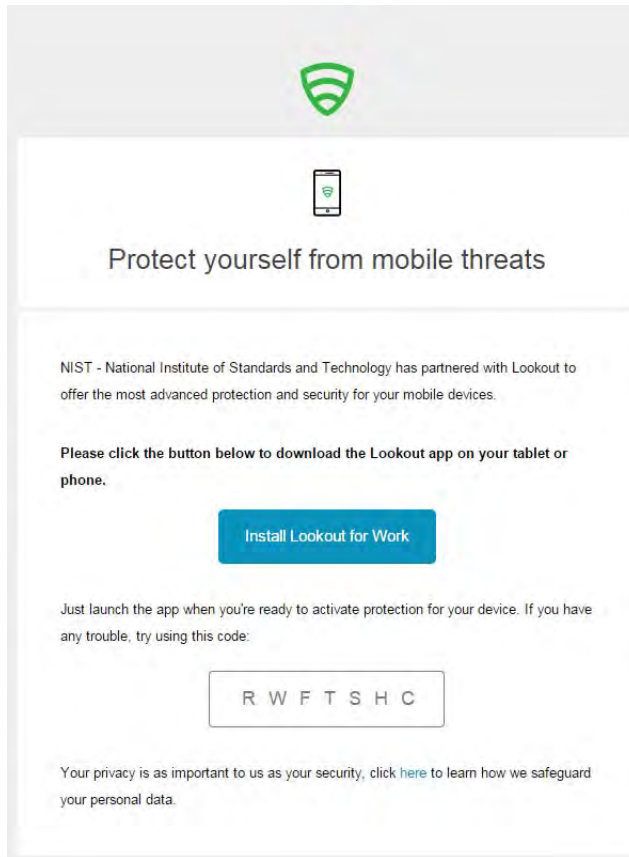 Protect yourself from mobile threats
NIST - National Institute of Standards and Technology has partnered with Lookout to
offer the most advanced protection and security for your mobile devices.
Please click the button below to download the Lookout app on your tablet or
phone.
Install Lookout for Work
Just launch the app when you're ready to activate protection for your device. If you have
any trouble, try using this code:
R W F T S H C
Your privacy is as important to us as your security, click here to learn how we safeguard
your personal data.